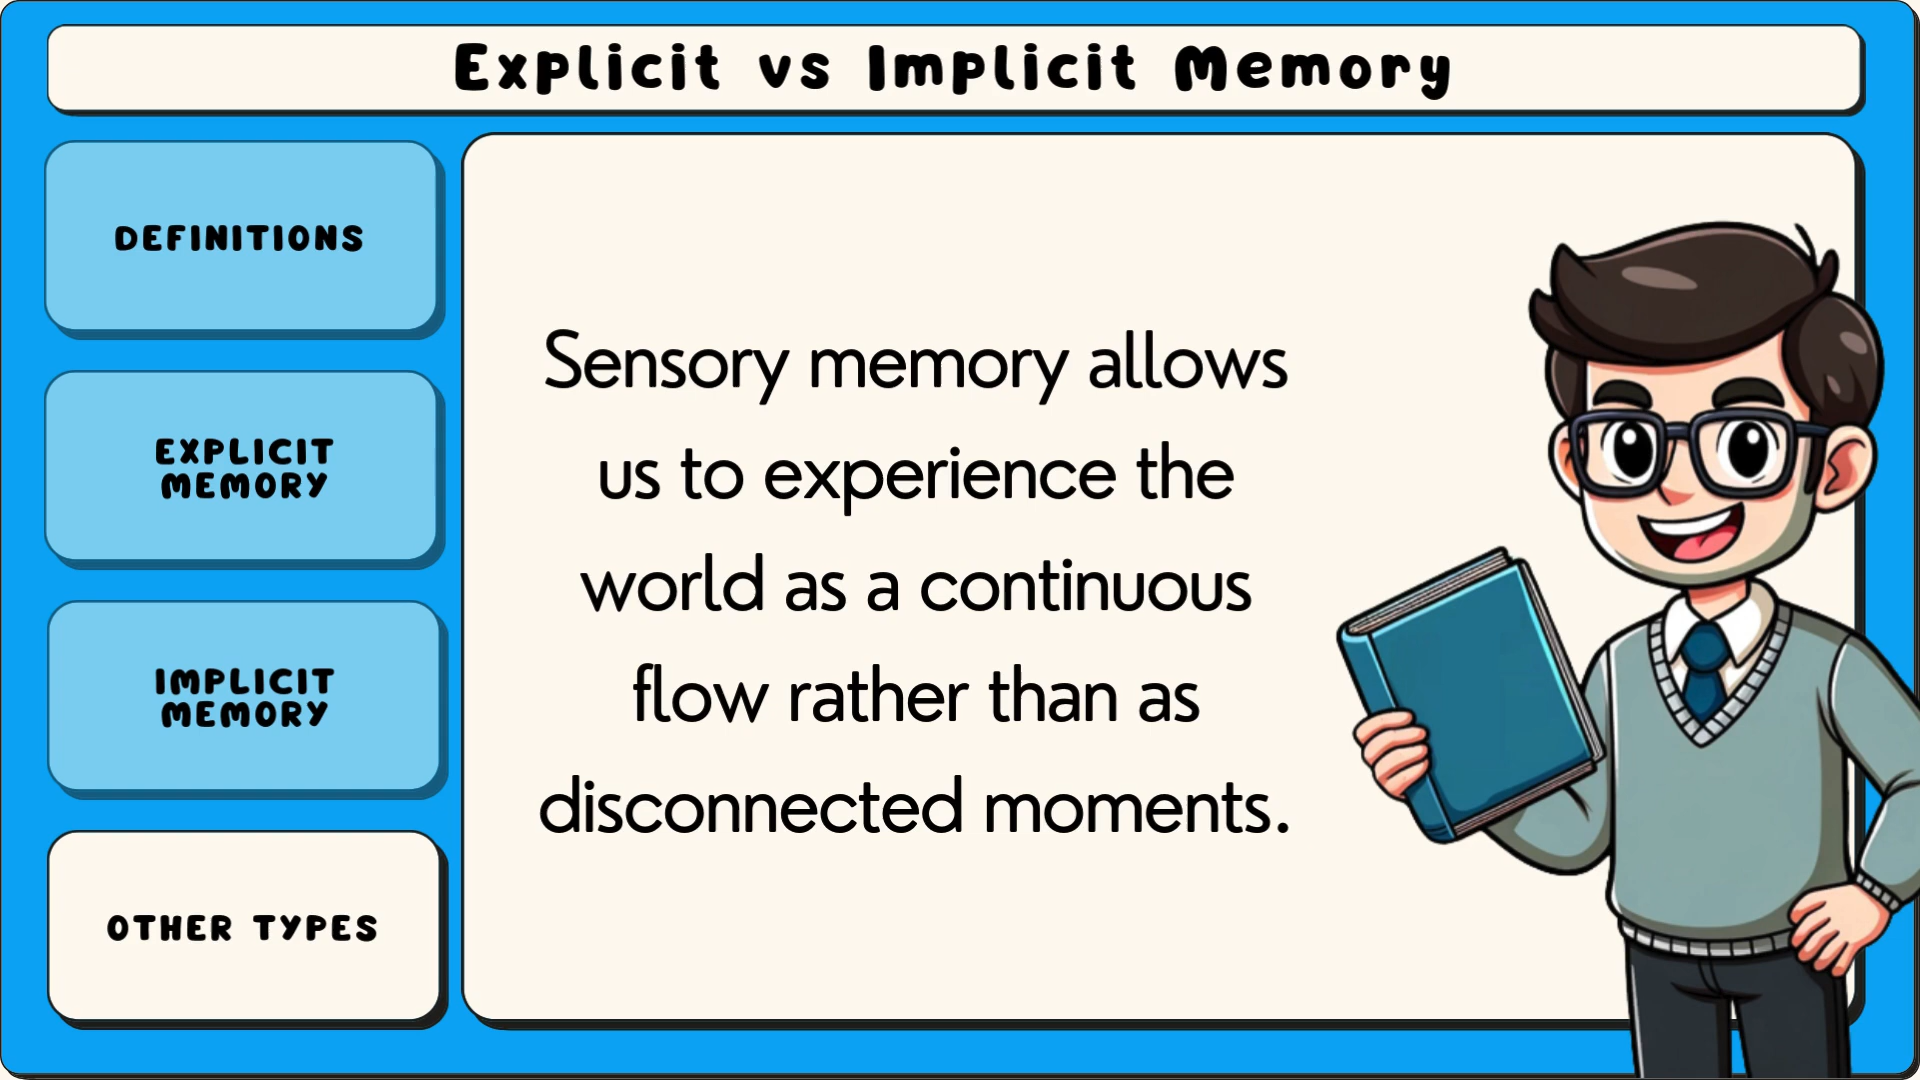 Explicit vs Implicit Memory
DEFINITIONS
EXPLICIT
MEMORY
IMPLICIT
MEMORY
OTHER TYPES
Sensory memory allows
us to experience the
world as a continuous
flow rather than as
disconnected moments.